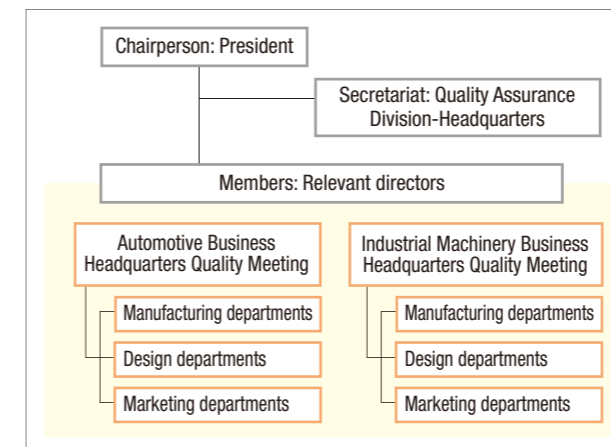 Chairperson: President
Secretariat: Quality Assurance
Division-Headquarters
Members: Relevant directors
Automotive Business
Headquarters Quality Meeting
Manufacturing departments
Design departments
Marketing departments
Industrial Machinery Business
Headquarters Quality Meeting
Manufacturing departments
Design departments
Marketing departments